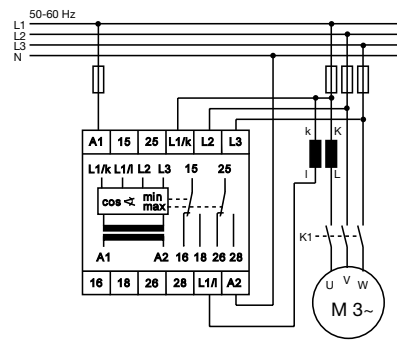 50-60 Hz
L1
L2
L3
N
A1 15 25 L1/k L2 L3
L1/k L1/l L2 L3 15 25
cos ∢ min
max
A1 A2 16 18 26 28
16 18 26 28 L1/l A2
k K
l L
K1
U V W
M 3~